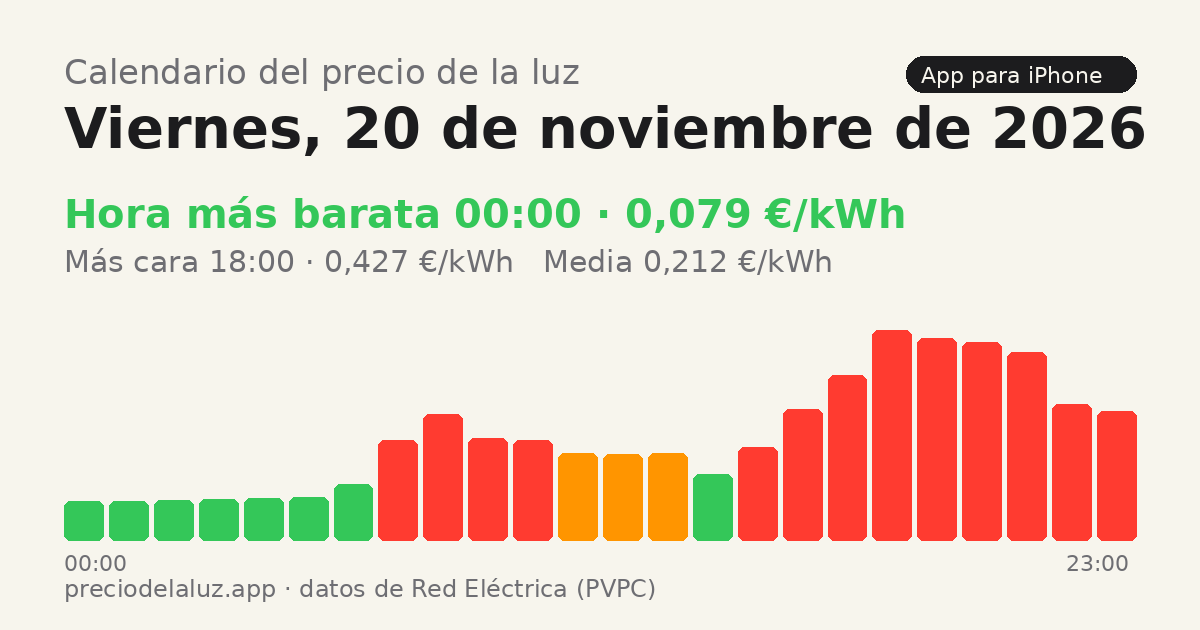 Calendario del precio de la luz
App para iPhone
Viernes, 20 de noviembre de 2026
Hora más barata 00:00 · 0,079 €/kWh
Más cara 18:00 · 0,427 €/kWh Media 0,212 €/kWh
00:00 23:00
preciodelaluz.app · datos de Red Eléctrica (PVPC)